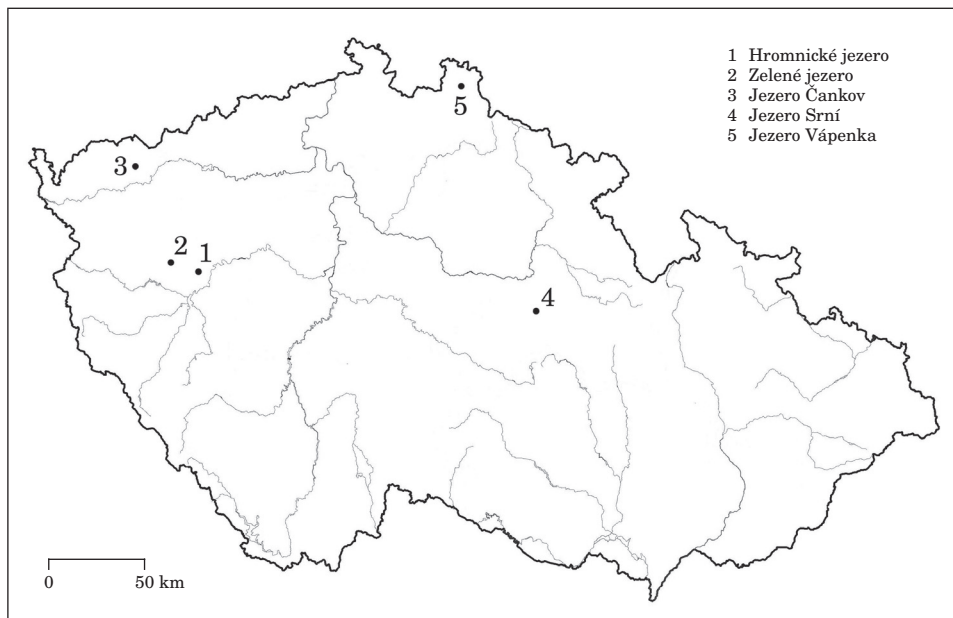 1 Hromnické jezero
2 Zelené jezero
3 Jezero Čankov
4 Jezero Srní
5 Jezero Vápenka
5
3
2
1
4
0 50 km